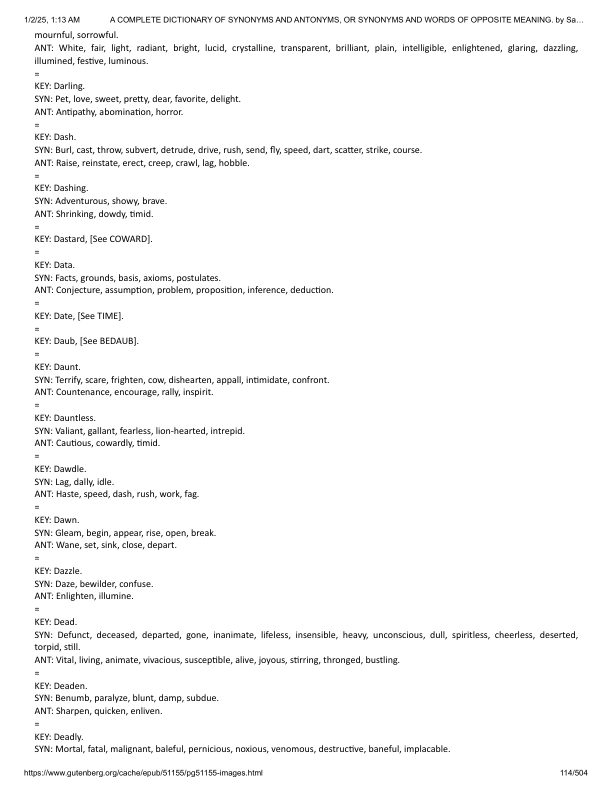 1/2/25, 1:13 AM A COMPLETE DICTIONARY OF SYNONYMS AND ANTONYMS, OR SYNONYMS AND WORDS OF OPPOSITE MEANING. by Sa…
mournful, sorrowful.
ANT: White, fair, light, radiant, bright, lucid, crystalline, transparent, brilliant, plain, intelligible, enlightened, glaring, dazzling,
illumined, festive, luminous.
=
KEY: Darling.
SYN: Pet, love, sweet, pretty, dear, favorite, delight.
ANT: Antipathy, abomination, horror.
=
KEY: Dash.
SYN: Burl, cast, throw, subvert, detrude, drive, rush, send, fly, speed, dart, scatter, strike, course.
ANT: Raise, reinstate, erect, creep, crawl, lag, hobble.
=
KEY: Dashing.
SYN: Adventurous, showy, brave.
ANT: Shrinking, dowdy, timid.
=
KEY: Dastard, [See COWARD].
=
KEY: Data.
SYN: Facts, grounds, basis, axioms, postulates.
ANT: Conjecture, assumption, problem, proposition, inference, deduction.
=
KEY: Date, [See TIME].
=
KEY: Daub, [See BEDAUB].
=
KEY: Daunt.
SYN: Terrify, scare, frighten, cow, dishearten, appall, intimidate, confront.
ANT: Countenance, encourage, rally, inspirit.
=
KEY: Dauntless.
SYN: Valiant, gallant, fearless, lion-hearted, intrepid.
ANT: Cautious, cowardly, timid.
=
KEY: Dawdle.
SYN: Lag, dally, idle.
ANT: Haste, speed, dash, rush, work, fag.
=
KEY: Dawn.
SYN: Gleam, begin, appear, rise, open, break.
ANT: Wane, set, sink, close, depart.
=
KEY: Dazzle.
SYN: Daze, bewilder, confuse.
ANT: Enlighten, illumine.
=
KEY: Dead.
SYN: Defunct, deceased, departed, gone, inanimate, lifeless, insensible, heavy, unconscious, dull, spiritless, cheerless, deserted,
torpid, still.
ANT: Vital, living, animate, vivacious, susceptible, alive, joyous, stirring, thronged, bustling.
=
KEY: Deaden.
SYN: Benumb, paralyze, blunt, damp, subdue.
ANT: Sharpen, quicken, enliven.
=
KEY: Deadly.
SYN: Mortal, fatal, malignant, baleful, pernicious, noxious, venomous, destructive, baneful, implacable.
https://www.gutenberg.org/cache/epub/51155/pg51155-images.html 114/504